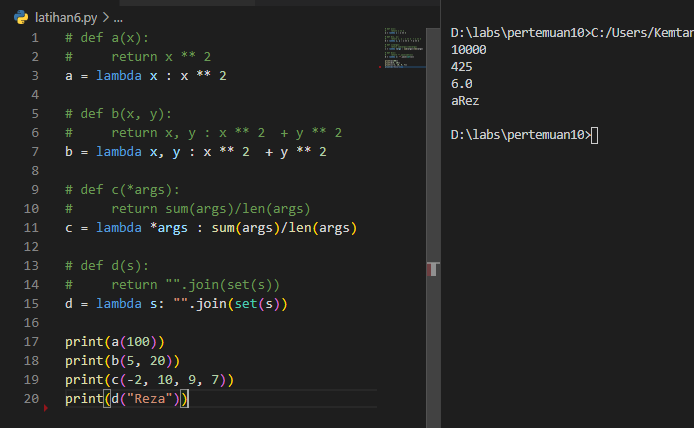 latihan6.py > ...
1 # def a(x):
2 #     return x ** 2
3 a = lambda x : x ** 2
4
5 # def b(x, y):
6 #     return x, y : x ** 2  + y ** 2
7 b = lambda x, y : x ** 2  + y ** 2
8
9 # def c(*args):
10 #     return sum(args)/len(args)
11 c = lambda *args : sum(args)/len(args)
12
13 # def d(s):
14 #     return "".join(set(s))
15 d = lambda s: "".join(set(s))
16
17 print(a(100))
18 print(b(5, 20))
19 print(c(-2, 10, 9, 7))
20 print(d("Reza"))
D:\labs\pertemuan10>C:/Users/Kemtan
10000
425
6.0
aRez
D:\labs\pertemuan10>